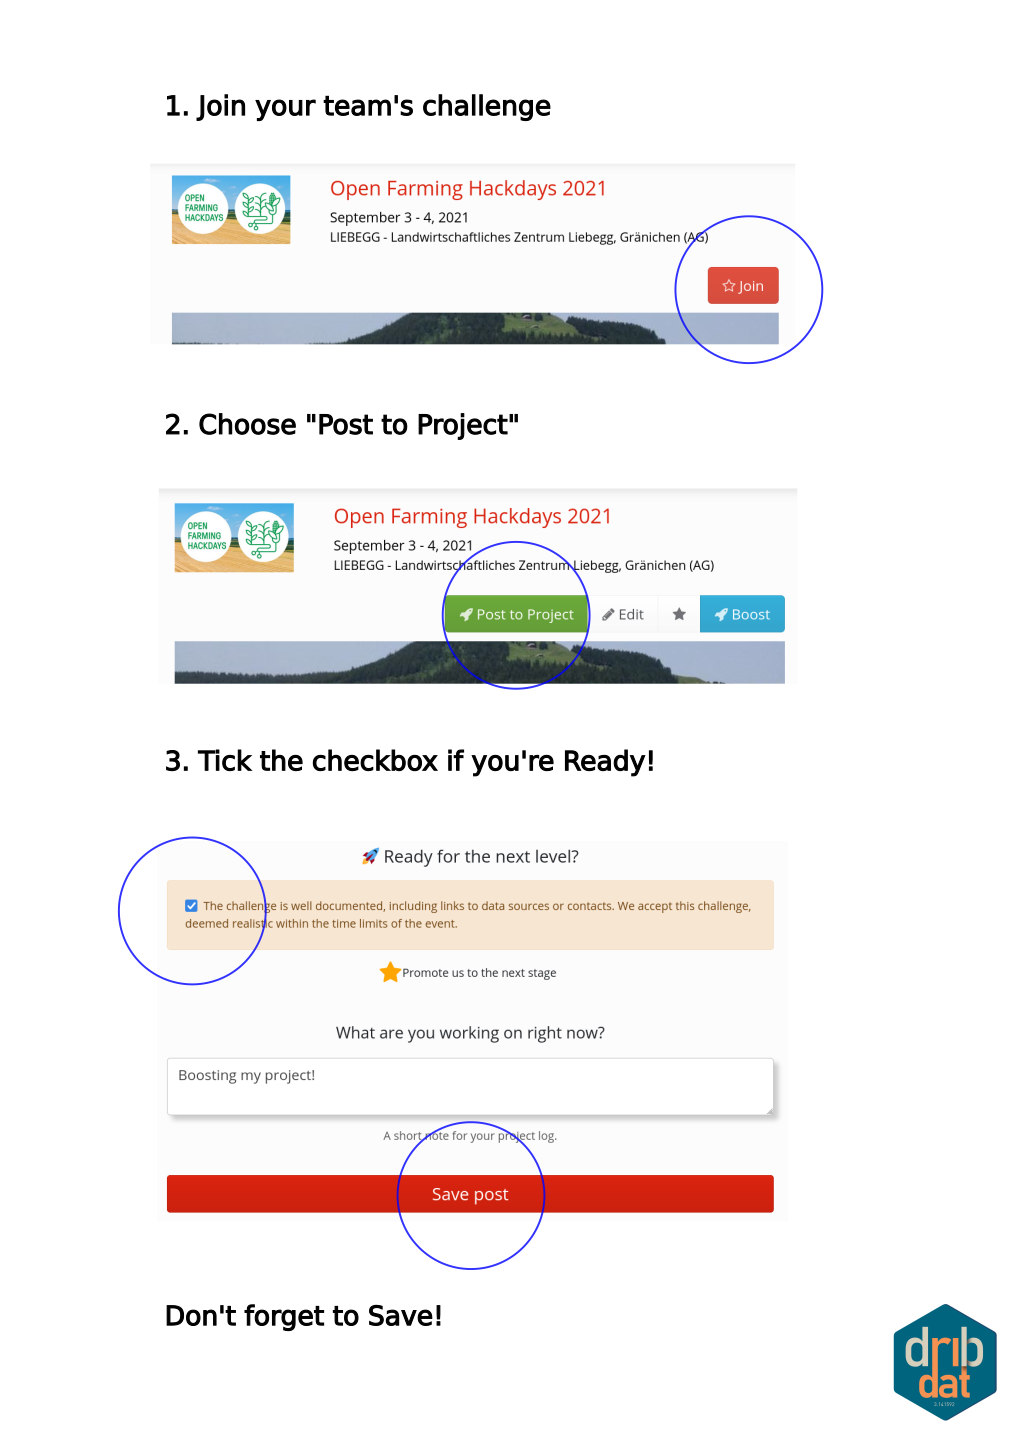 1. Join your team's challenge
OPEN
FARMING
HACKDAYS
Open Farming Hackdays 2021
September 3 - 4, 2021
LIEBEGG - Landwirtschaftliches Zentrum Liebegg, Gränichen (AG)
Join
2. Choose "Post to Project"
OPEN
FARMING
HACKDAYS
Open Farming Hackdays 2021
September 3 - 4, 2021
LIEBEGG - Landwirtschaftliches Zentrum Liebegg, Gränichen (AG)
Post to Project Edit Boost
3. Tick the checkbox if you're Ready!
Ready for the next level?
The challenge is well documented, including links to data sources or contacts. We accept this challenge,
deemed realistic within the time limits of the event.
Promote us to the next stage
What are you working on right now?
Boosting my project!
A short note for your project log.
Save post
Don't forget to Save!
drib
dat